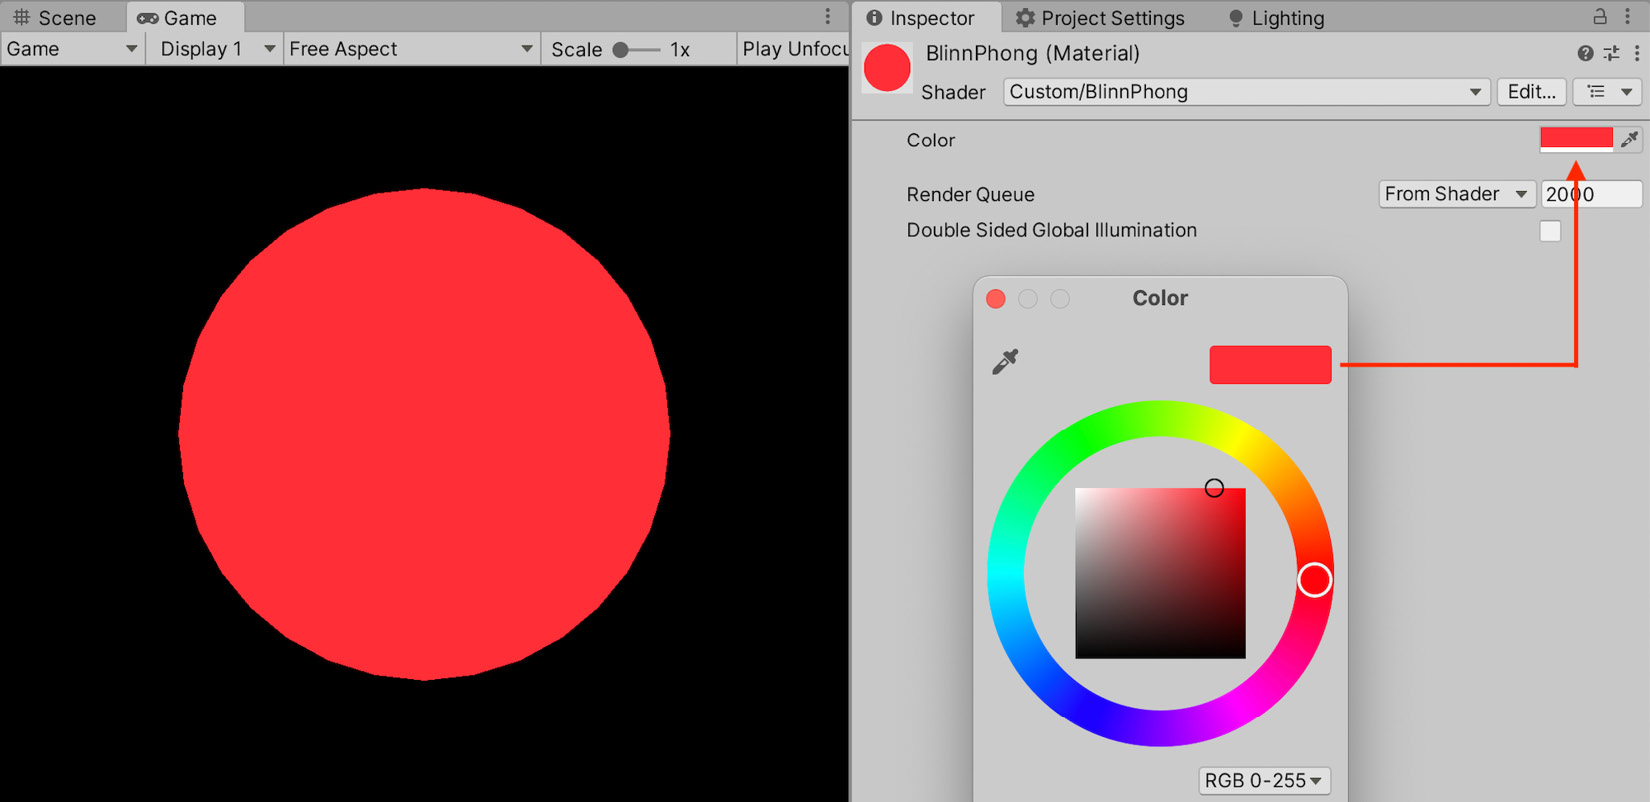 Scene
Game
Game
Display 1
Free Aspect
Scale
1x
Play Unfocu
Inspector
Project Settings
Lighting
BlinnPhong (Material)
Shader
Custom/BlinnPhong
Edit...
Color
Render Queue
From Shader
2000
Double Sided Global Illumination
Color
RGB 0-255